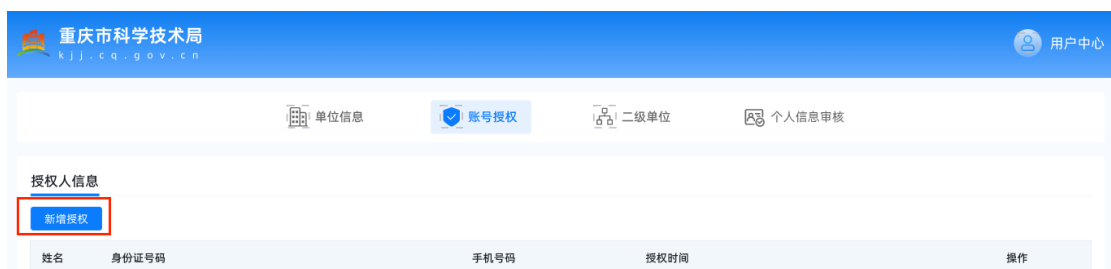 重庆市科学技术局
kjj.cq.gov.cn
用户中心
单位信息 账号授权 二级单位 个人信息审核
授权人信息
新增授权
姓名 身份证号码 手机号码 授权时间 操作